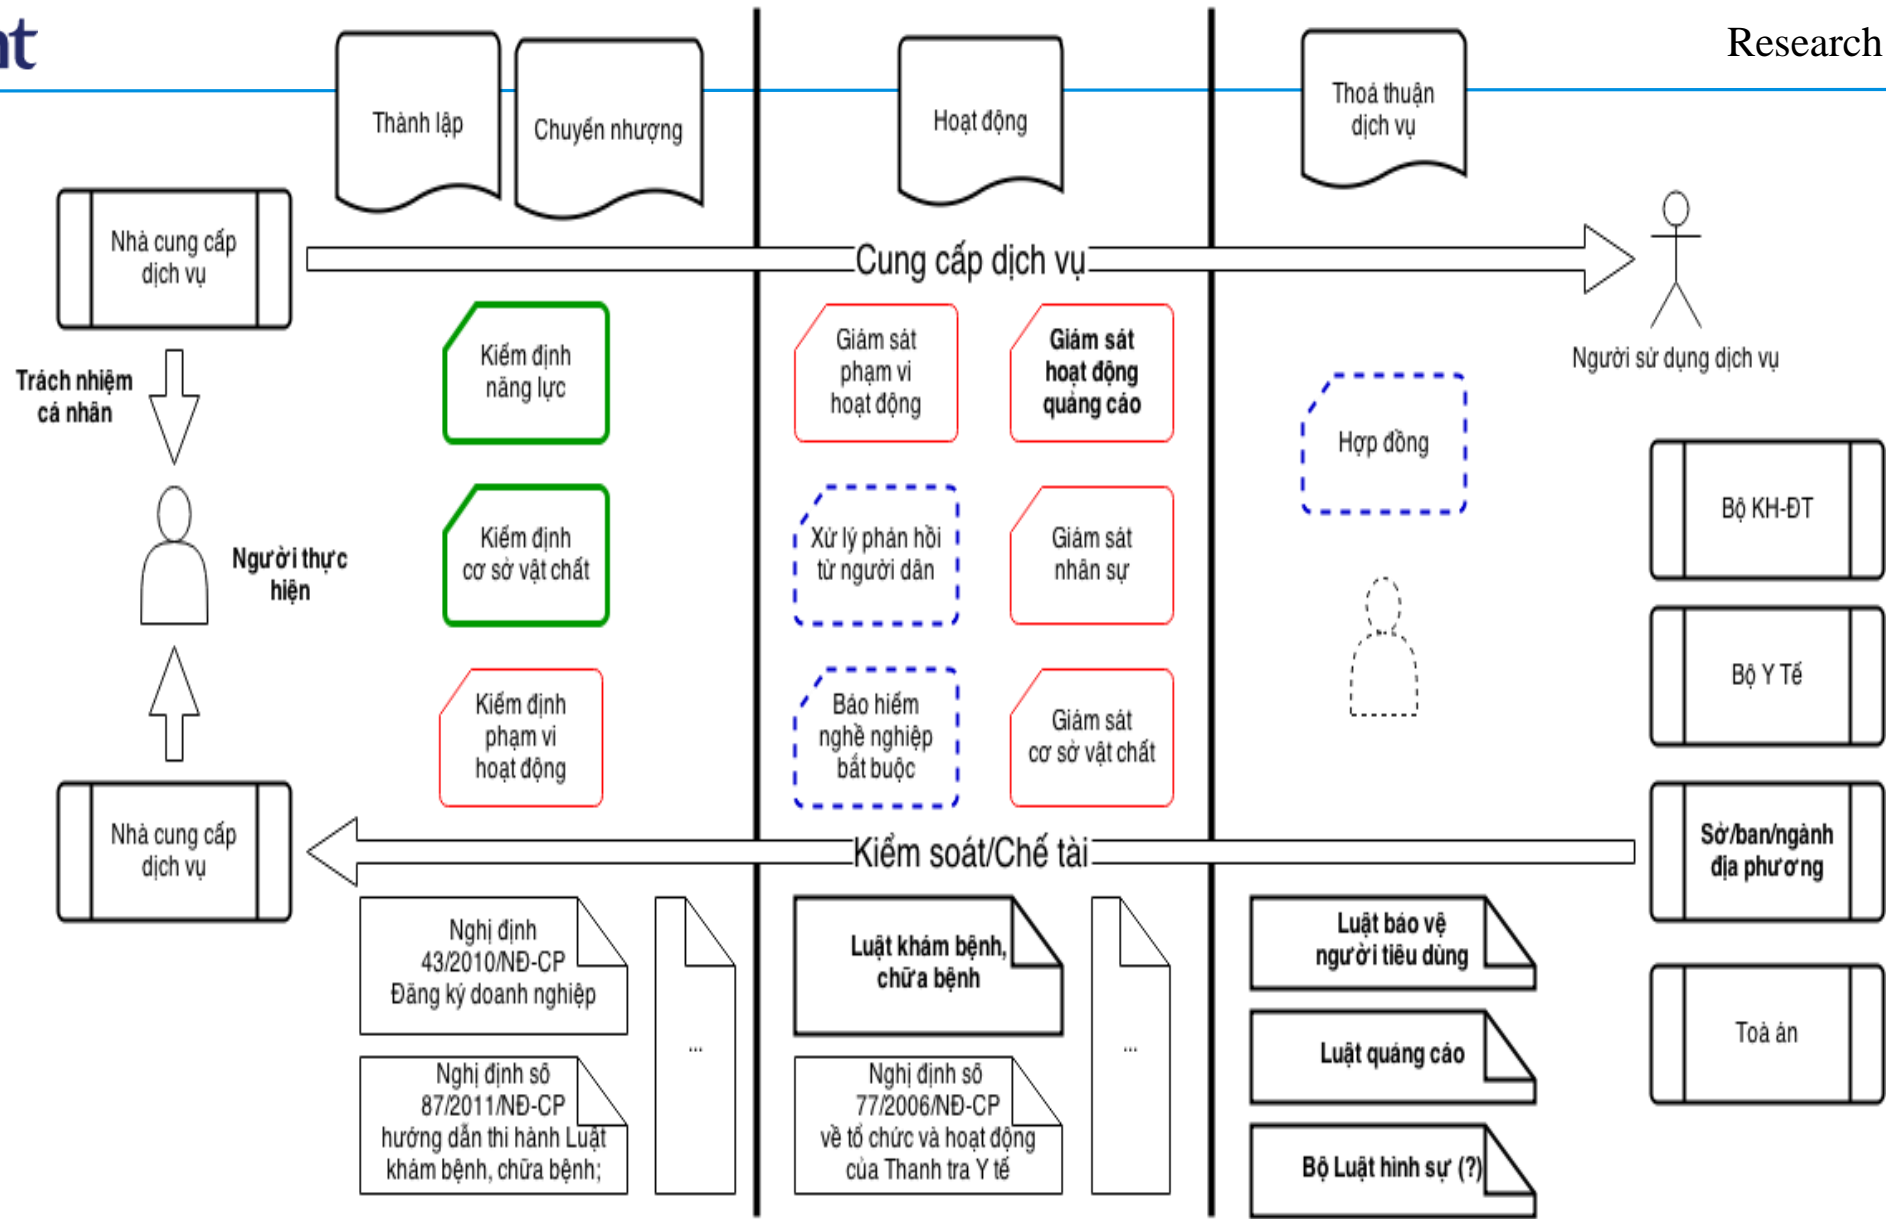 nt
Research
Thành lập
Chuyển nhượng
Hoạt động
Thoả thuận
dịch vụ
Nhà cung cấp
dịch vụ
Cung cấp dịch vụ
Người sử dụng dịch vụ
Trách nhiệm
cá nhân
Người thực
hiện
Kiểm định
năng lực
Kiểm định
cơ sở vật chất
Kiểm định
phạm vi
hoạt động
Giám sát
phạm vi
hoạt động
Giám sát
hoạt động
quảng cáo
Xử lý phản hồi
từ người dân
Giám sát
nhân sự
Bảo hiểm
nghề nghiệp
bắt buộc
Giám sát
cơ sở vật chất
Hợp đồng
Bộ KH-ĐT
Bộ Y Tế
Sở/ban/ngành
địa phương
Toà án
Nhà cung cấp
dịch vụ
Kiểm soát/Chế tài
Nghị định
43/2010/NĐ-CP
Đăng ký doanh nghiệp
...
Nghị định số
87/2011/NĐ-CP
hướng dẫn thi hành Luật
khám bệnh, chữa bệnh;
Luật khám bệnh,
chữa bệnh
...
Nghị định số
77/2006/NĐ-CP
về tổ chức và hoạt động
của Thanh tra Y tế
Luật bảo vệ
người tiêu dùng
Luật quảng cáo
Bộ Luật hình sự (?)